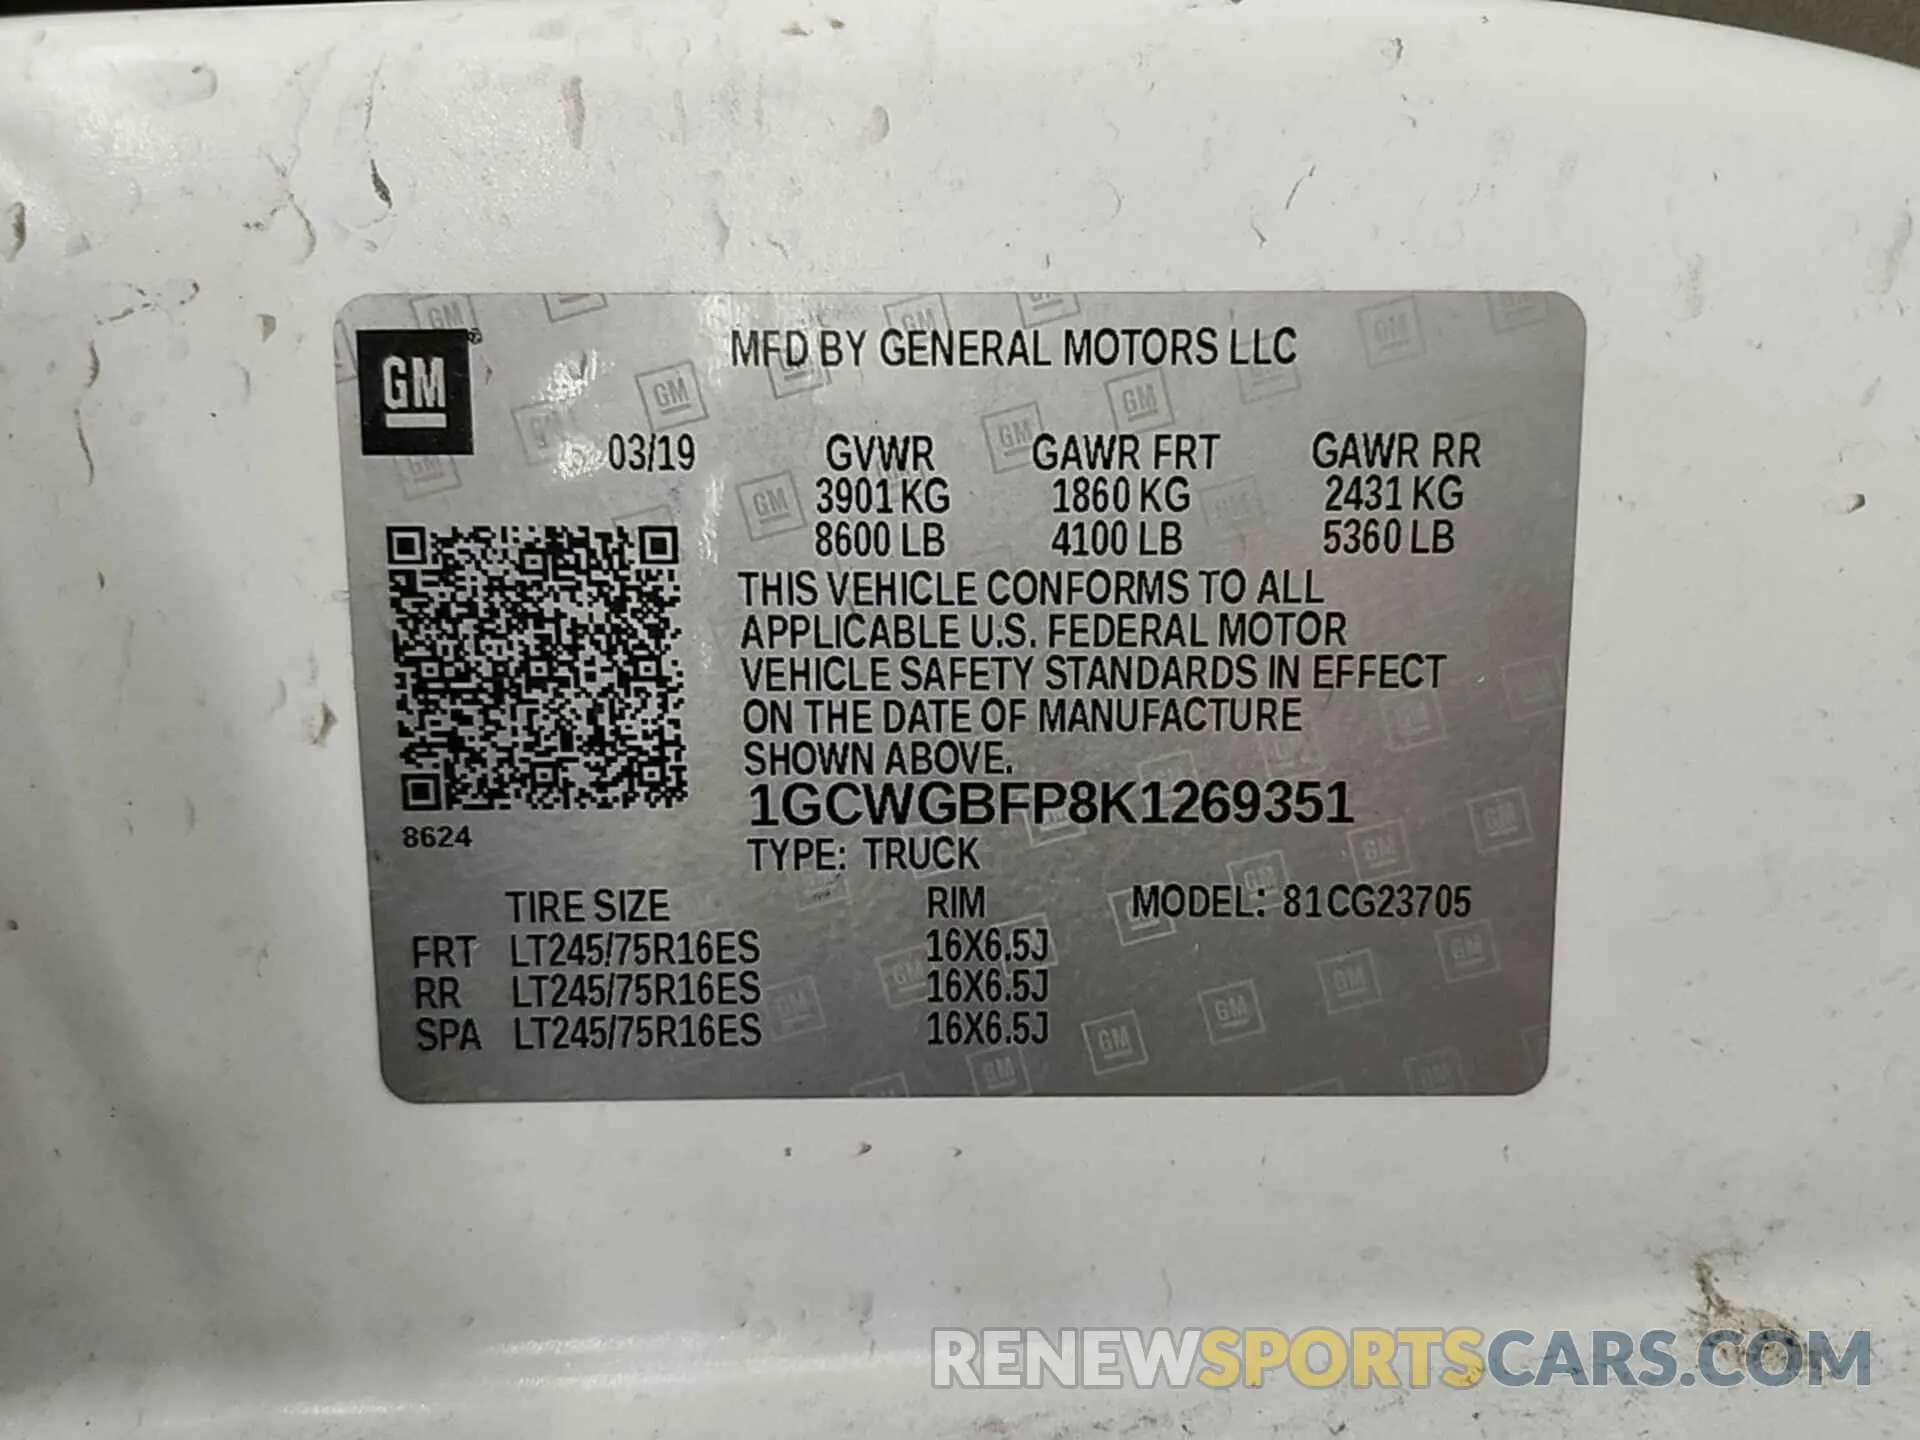 GM®
MFD BY GENERAL MOTORS LLC
03/19 GVWR GAWR FRT GAWR RR
3901 KG 1860 KG 2431 KG
8600 LB 4100 LB 5360 LB
THIS VEHICLE CONFORMS TO ALL
APPLICABLE U.S. FEDERAL MOTOR
VEHICLE SAFETY STANDARDS IN EFFECT
ON THE DATE OF MANUFACTURE
SHOWN ABOVE.
1GCWGBFP8K1269351
8624
TYPE: TRUCK
TIRE SIZE RIM MODEL: 81CG23705
FRT LT245/75R16ES 16X6.5J
RR LT245/75R16ES 16X6.5J
SPA LT245/75R16ES 16X6.5J
RENEWSPORTSCARS.COM